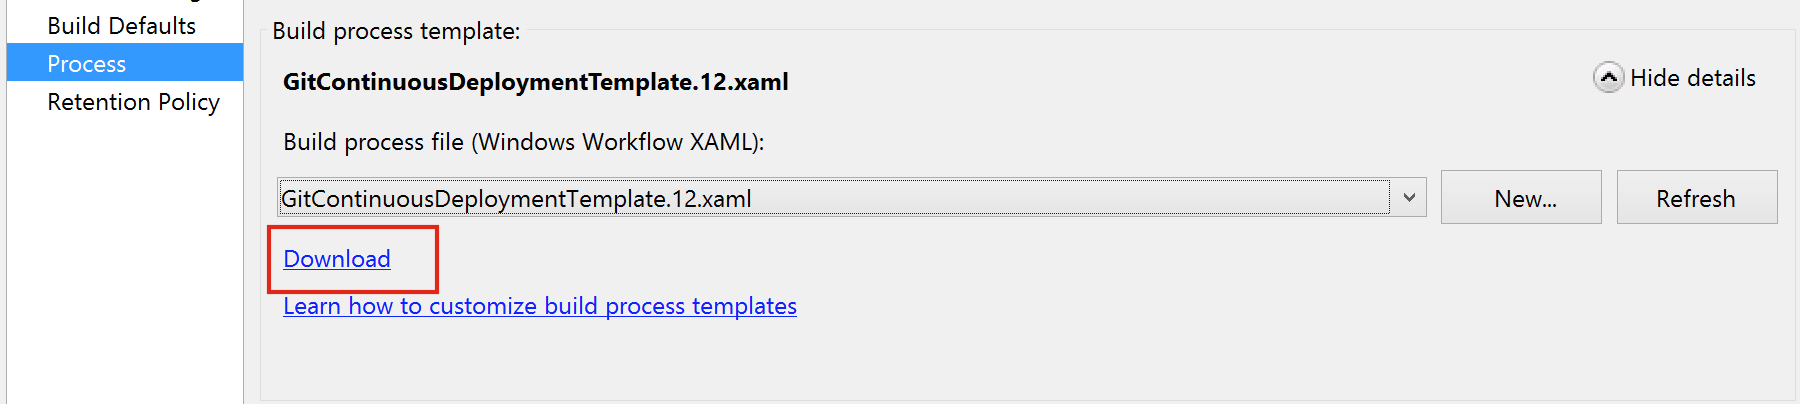 Build Defaults
Process
Retention Policy
Build process template:
GitContinuousDeploymentTemplate.12.xaml
Hide details
Build process file (Windows Workflow XAML):
GitContinuousDeploymentTemplate.12.xaml
New...
Refresh
Download
Learn how to customize build process templates